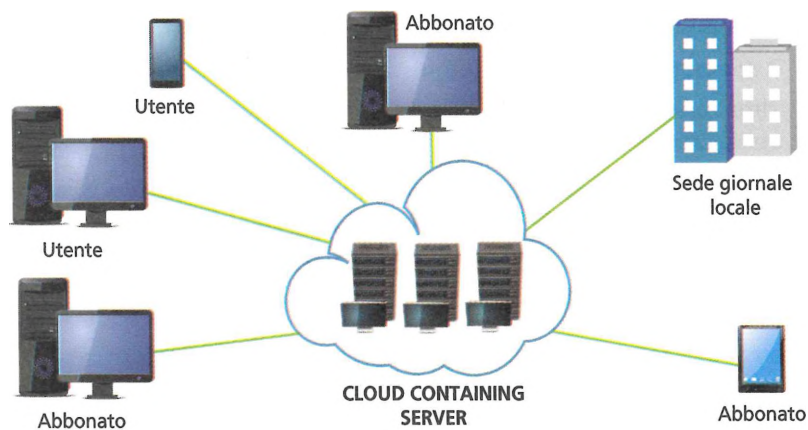 Abbonato
Utente
Sede giornale
locale
Utente
CLOUD CONTAINING
SERVER
Abbonato
Abbonato